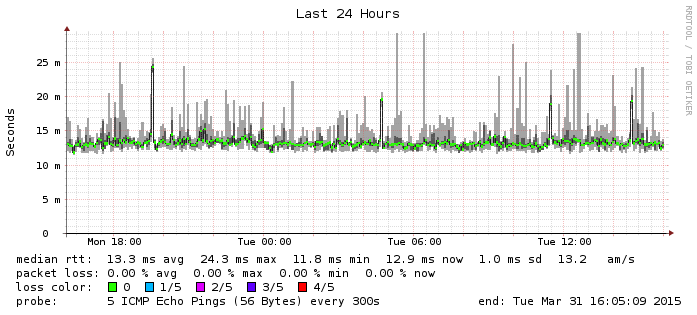 Last 24 Hours
RRDTOOL / TOBI OETIKER
Seconds
25 m
20 m
15 m
10 m
5 m
0
Mon 18:00 Tue 00:00 Tue 06:00 Tue 12:00
median rtt: 13.3 ms avg 24.3 ms max 11.8 ms min 12.9 ms now 1.0 ms sd 13.2 am/s
packet loss: 0.00 % avg 0.00 % max 0.00 % min 0.00 % now
loss color: 0 1/5 2/5 3/5 4/5
probe: 5 ICMP Echo Pings (56 Bytes) every 300s end: Tue Mar 31 16:05:09 2015